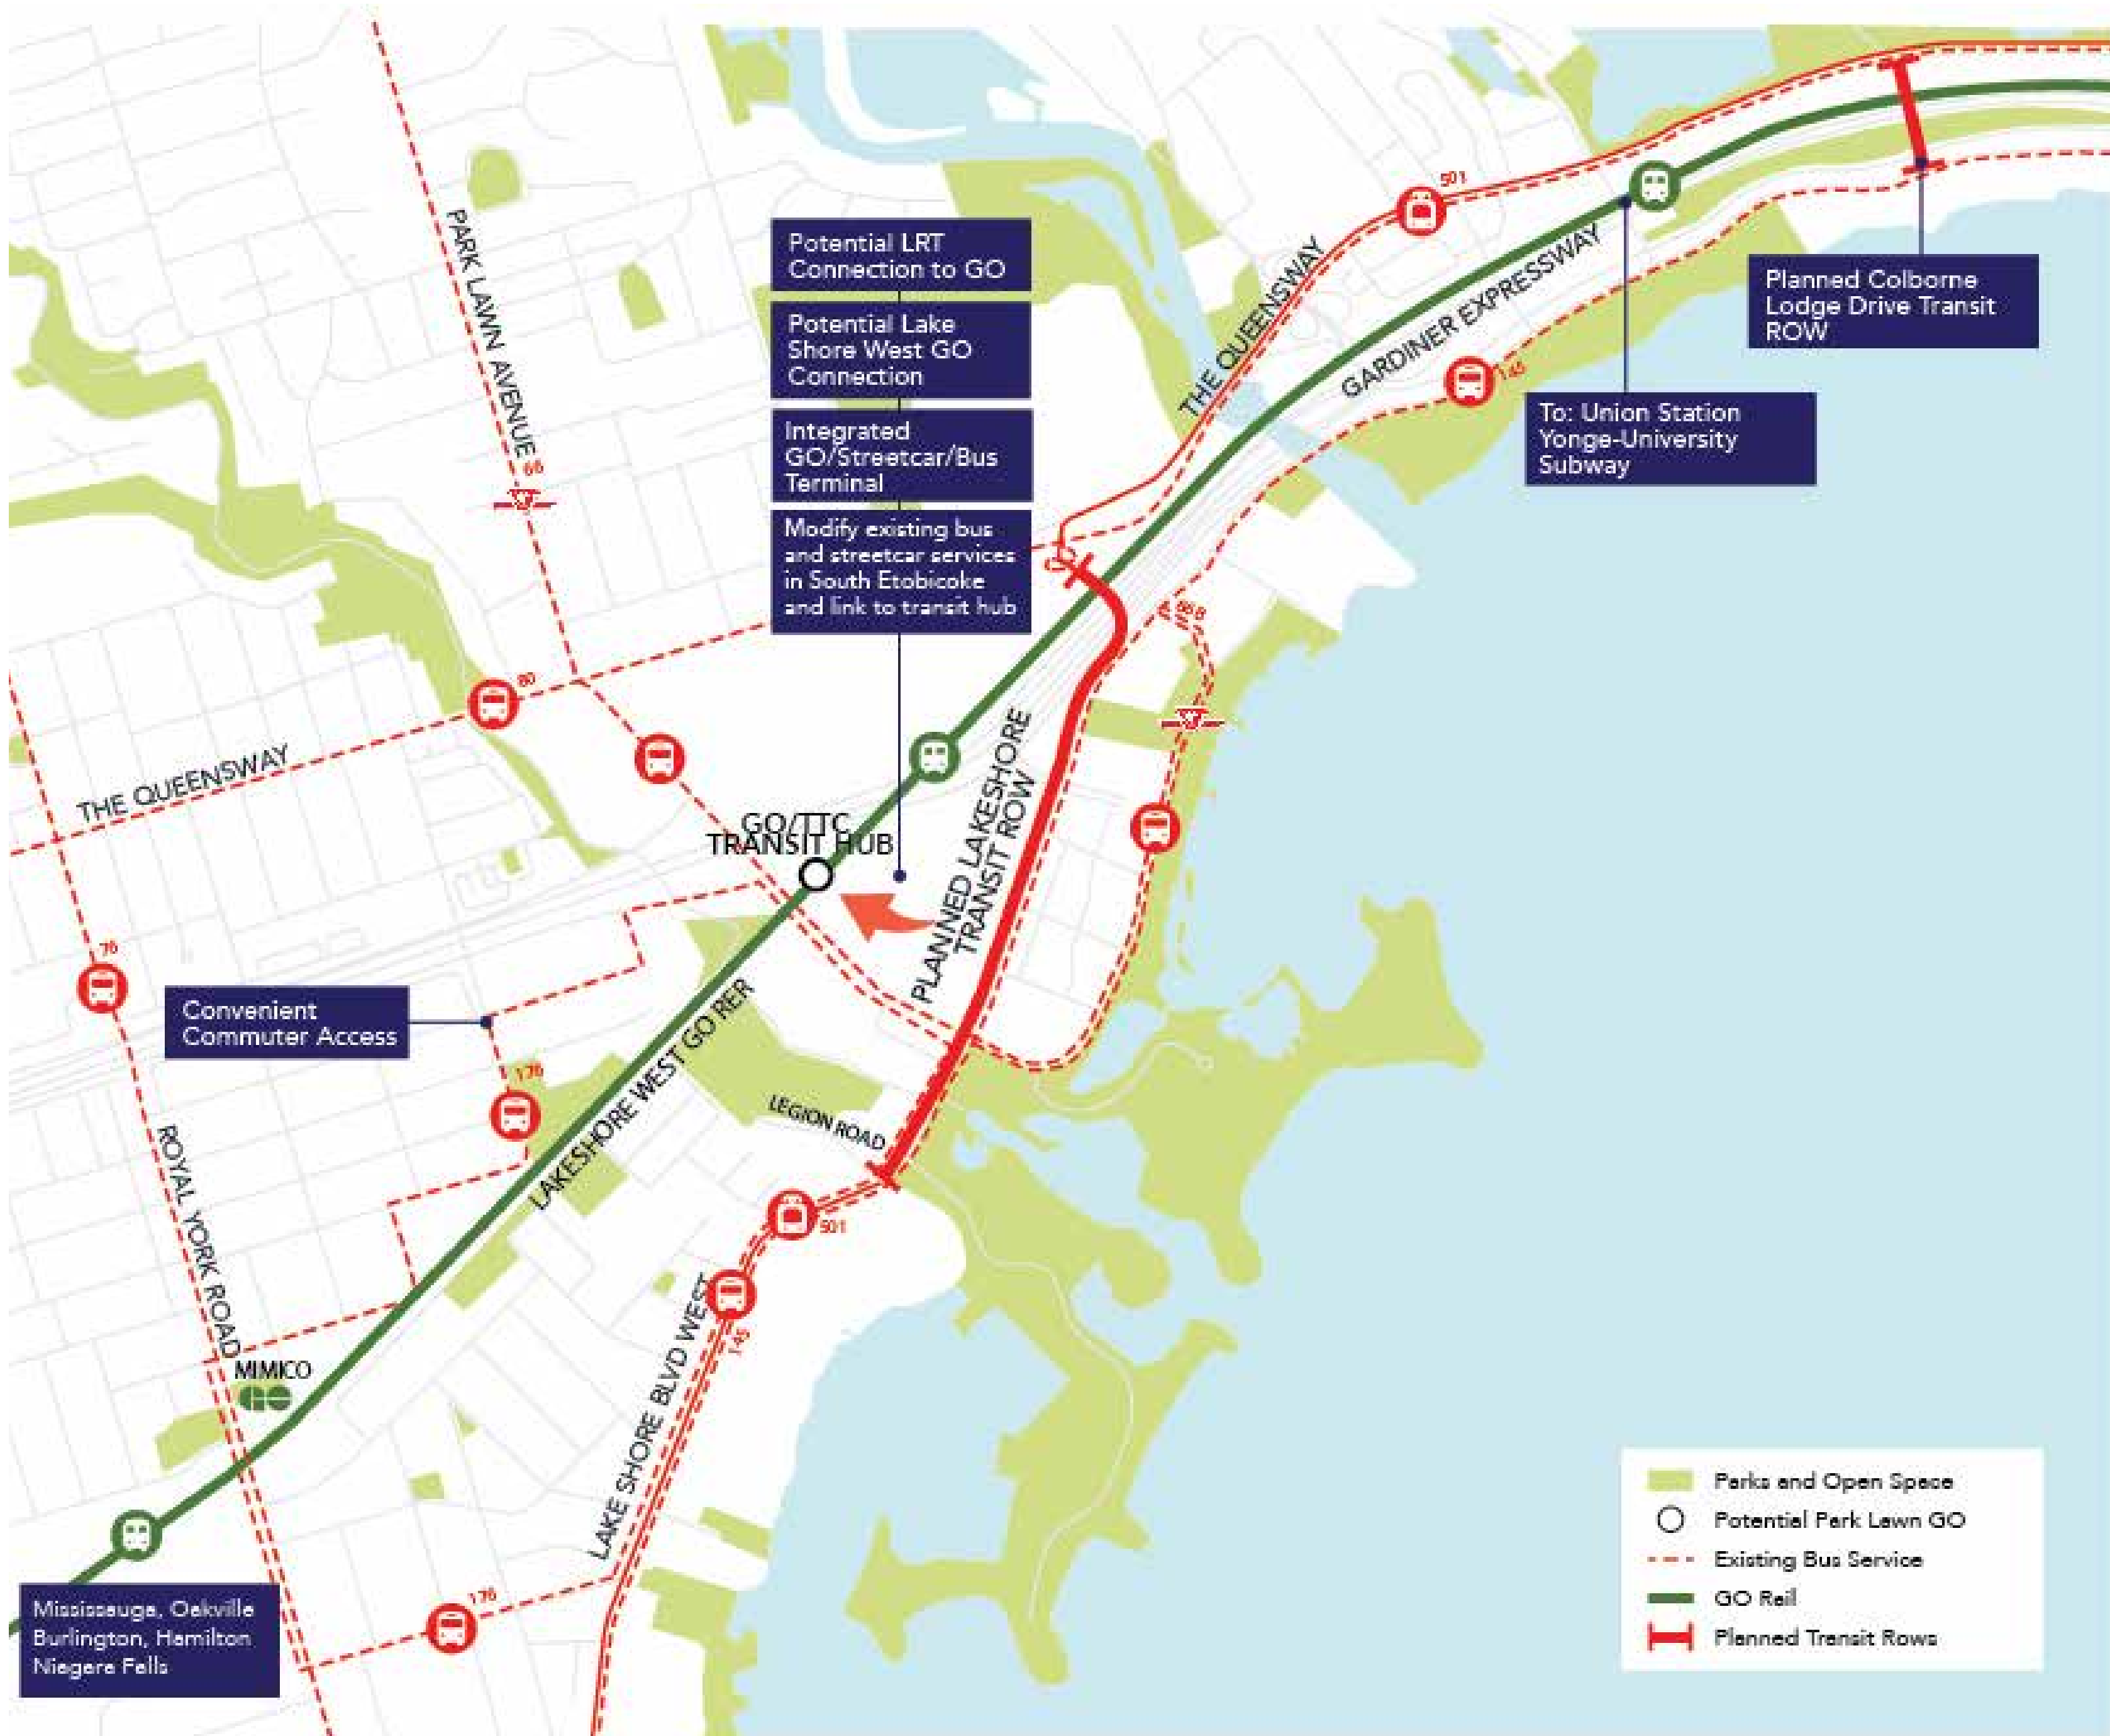 501
PARK LAWN AVENUE
66
Potential LRT
Connection to GO
Potential Lake
Shore West GO
Connection
Integrated
GO/Streetcar/Bus
Terminal
Modify existing bus
and streetcar services
in South Etobicoke
and link to transit hub
THE QUEENSWAY
GARDINER EXPRESSWAY
145
Planned Colborne
Lodge Drive Transit
ROW
To: Union Station
Yonge-University
Subway
80
THE QUEENSWAY
GO/TTC
TRANSIT HUB
PLANNED LAKESHORE
TRANSIT ROW
76
Convenient
Commuter Access
176
LAKESHORE WEST GO RER
LEGION ROAD
ROYAL YORK ROAD
501
MIMICO
GO
LAKE SHORE BLVD WEST
145
176
Mississauga, Oakville
Burlington, Hamilton
Niagara Falls
Parks and Open Space
Potential Park Lawn GO
Existing Bus Service
GO Rail
Planned Transit Rows